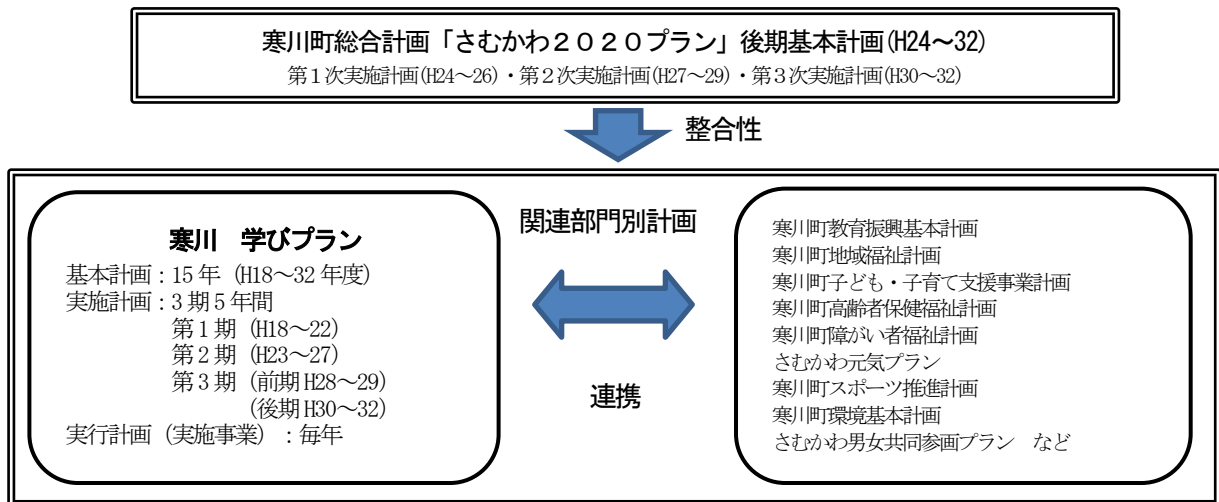 寒川町総合計画「さむかわ２０２０プラン」後期基本計画(H24～32)
第１次実施計画(H24～26)・第２次実施計画(H27～29)・第３次実施計画(H30～32)
整合性
寒川　学びプラン
基本計画：15年（H18～32年度）
実施計画：3期5年間
第1期（H18～22）
第2期（H23～27）
第3期（前期H28～29）
（後期H30～32）
実行計画（実施事業）：毎年
関連部門別計画
連携
寒川町教育振興基本計画
寒川町地域福祉計画
寒川町子ども・子育て支援事業計画
寒川町高齢者保健福祉計画
寒川町障がい者福祉計画
さむかわ元気プラン
寒川町スポーツ推進計画
寒川町環境基本計画
さむかわ男女共同参画プラン　など